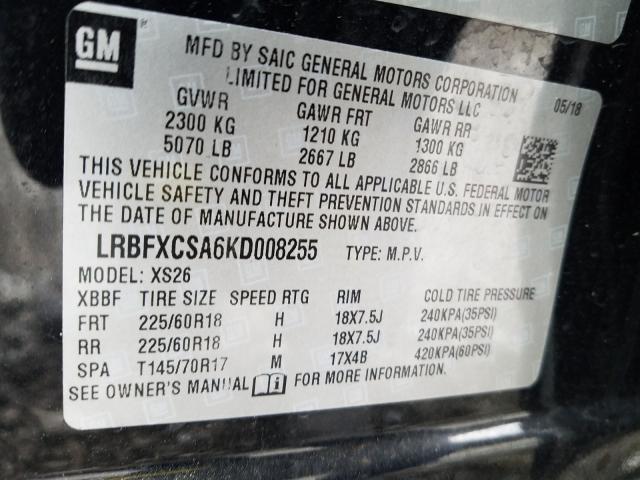 GM
MFD BY SAIC GENERAL MOTORS CORPORATION
LIMITED FOR GENERAL MOTORS LLC
05/18
GVWR GAWR FRT GAWR RR
2300 KG 1210 KG 1300 KG
5070 LB 2667 LB 2866 LB
THIS VEHICLE CONFORMS TO ALL APPLICABLE U.S. FEDERAL MOTOR
VEHICLE SAFETY AND THEFT PREVENTION STANDARDS IN EFFECT ON
THE DATE OF MANUFACTURE SHOWN ABOVE.
LRBFXCSA6KD008255 TYPE: M.P.V.
MODEL: XS26
XBBF TIRE SIZE SPEED RTG RIM COLD TIRE PRESSURE
FRT 225/60R18 H 18X7.5J 240KPA(35PSI)
RR 225/60R18 H 18X7.5J 240KPA(35PSI)
SPA T145/70R17 M 17X4B 420KPA(60PSI)
SEE OWNER'S MANUAL FOR MORE INFORMATION.